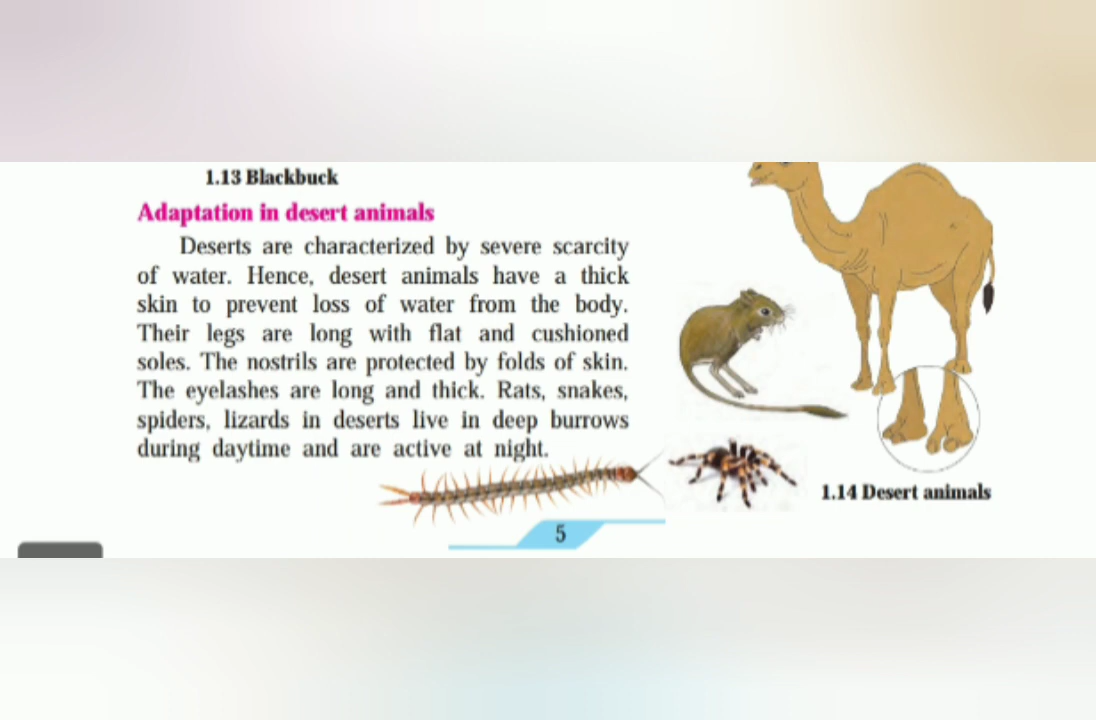 1.13 Blackbuck
Adaptation in desert animals
Deserts are characterized by severe scarcity
of water. Hence, desert animals have a thick
skin to prevent loss of water from the body.
Their legs are long with flat and cushioned
soles. The nostrils are protected by folds of skin.
The eyelashes are long and thick. Rats, snakes,
spiders, lizards in deserts live in deep burrows
during daytime and are active at night.
1.14 Desert animals
5